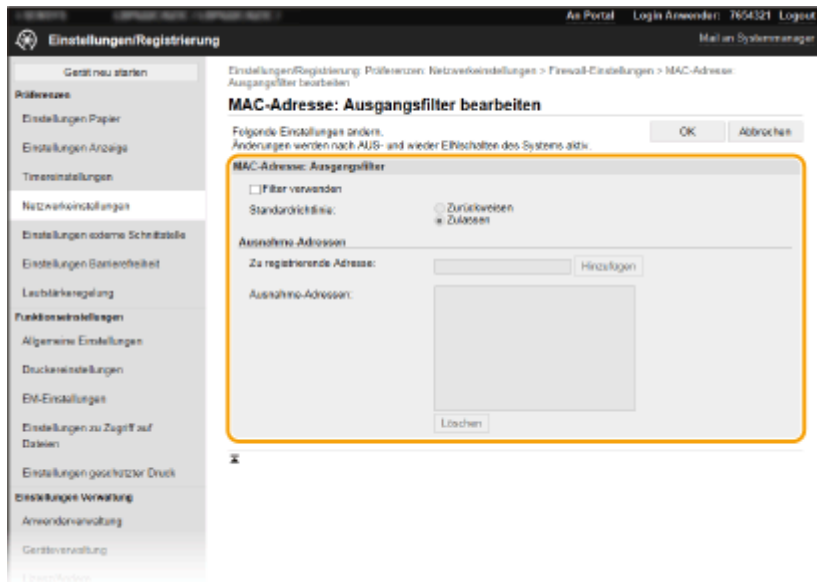 An Portal Login Anwender: 7654321 Logout
Einstellungen/Registrierung
Mail an Systemmanager
Gerät neu starten
Präferenzen
Einstellungen Papier
Einstellungen Anzeige
Timereinstellungen
Netzwerkeinstellungen
Einstellungen externe Schnittstelle
Einstellungen Barrierefreiheit
Lautstärkeregelung
Funktionseinstellungen
Allgemeine Einstellungen
Druckereinstellungen
EM-Einstellungen
Einstellungen zu Zugriff auf
Dateien
Einstellungen geschützter Druck
Einstellungen Verwaltung
Anwenderverwaltung
Geräteverwaltung
Einstellungen/Registrierung: Präferenzen: Netzwerkeinstellungen > Firewall-Einstellungen > MAC-Adresse:
Ausgangsfilter bearbeiten
MAC-Adresse: Ausgangsfilter bearbeiten
Folgende Einstellungen ändern.
Änderungen werden nach AUS- und wieder EINschalten des Systems aktiv.
OK Abbrechen
MAC-Adresse: Ausgangsfilter
Filter verwenden
Standardrichtlinie: Zurückweisen
Zulassen
Ausnahme-Adressen
Zu registrierende Adresse: Hinzufügen
Ausnahme-Adressen:
Löschen